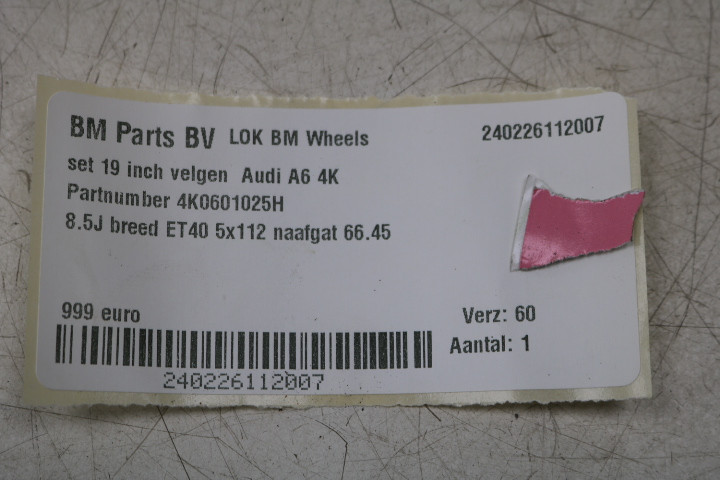 BM Parts BV LOK BM Wheels 240226112007
set 19 inch velgen Audi A6 4K
Partnumber 4K0601025H
8.5J breed ET40 5x112 naafgat 66.45
999 euro Verz: 60
Aantal: 1
240226112007